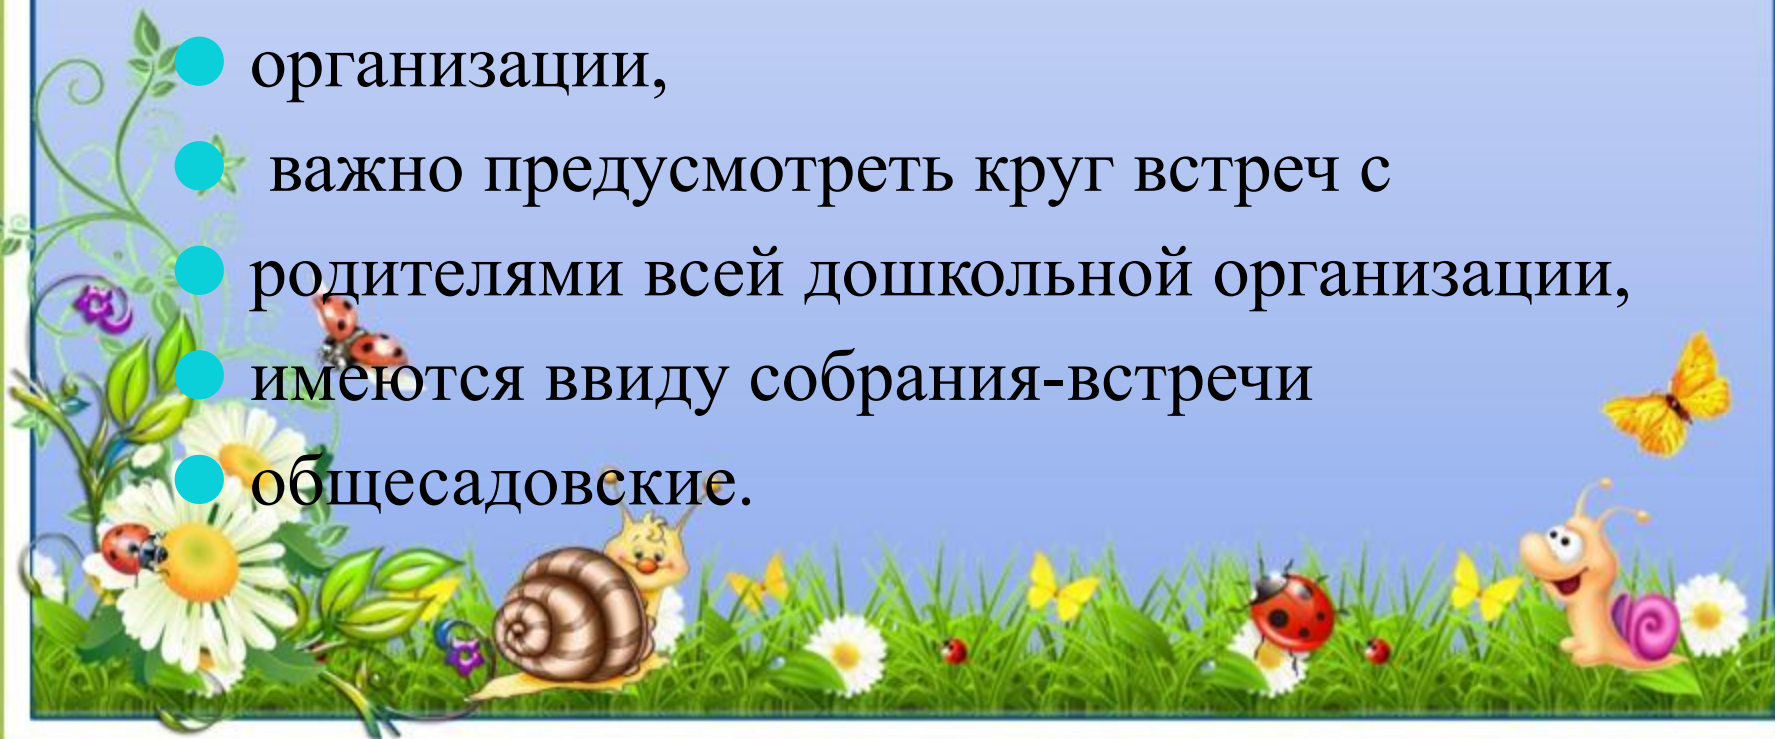 организации,
важно предусмотреть круг встреч с
родителями всей дошкольной организации,
имеются ввиду собрания-встречи
общесадовские.